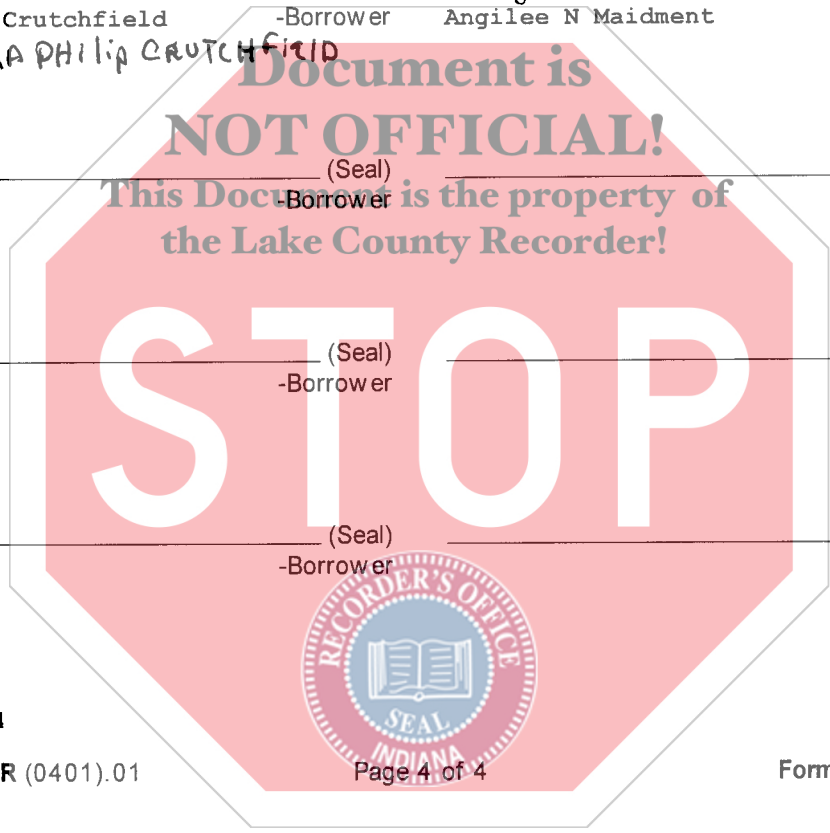 Crutchfield -Borrower Angilee N Maidment
A PHilip CRUTCHfiElD
Document is
NOT OFFICIAL!
(Seal)
This Document is the property of
-Borrower
the Lake County Recorder!
STOP
(Seal)
-Borrower
(Seal)
-Borrower
RECORDER'S OFFICE
SEAL
INDIANA
R (0401).01 Page 4 of 4 Form